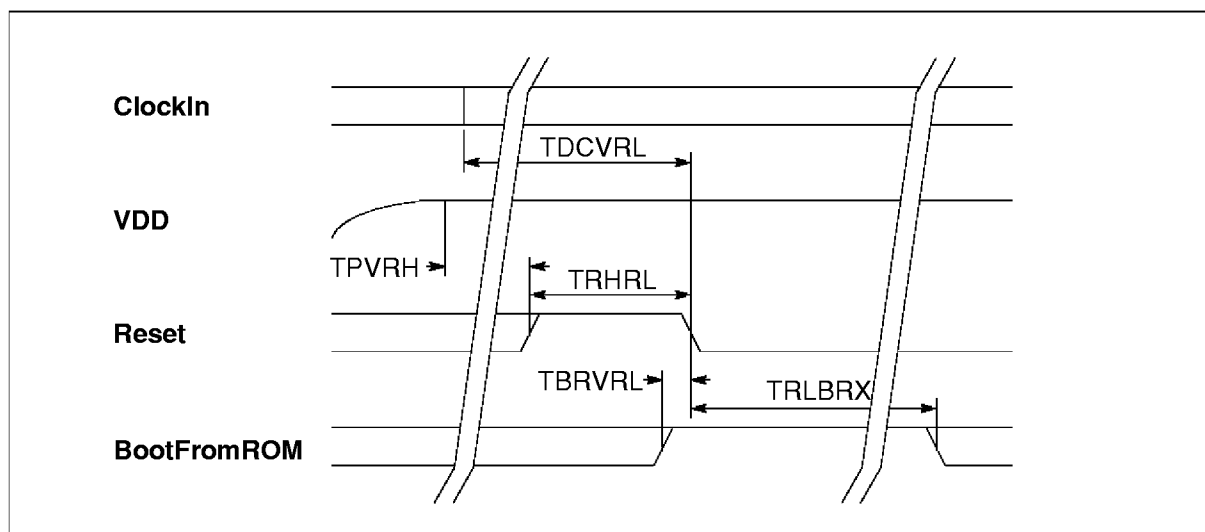 ClockIn
TDCVRL
VDD
TPVRH
TRHRL
Reset
TBRVRL
TRLBRX
BootFromROM